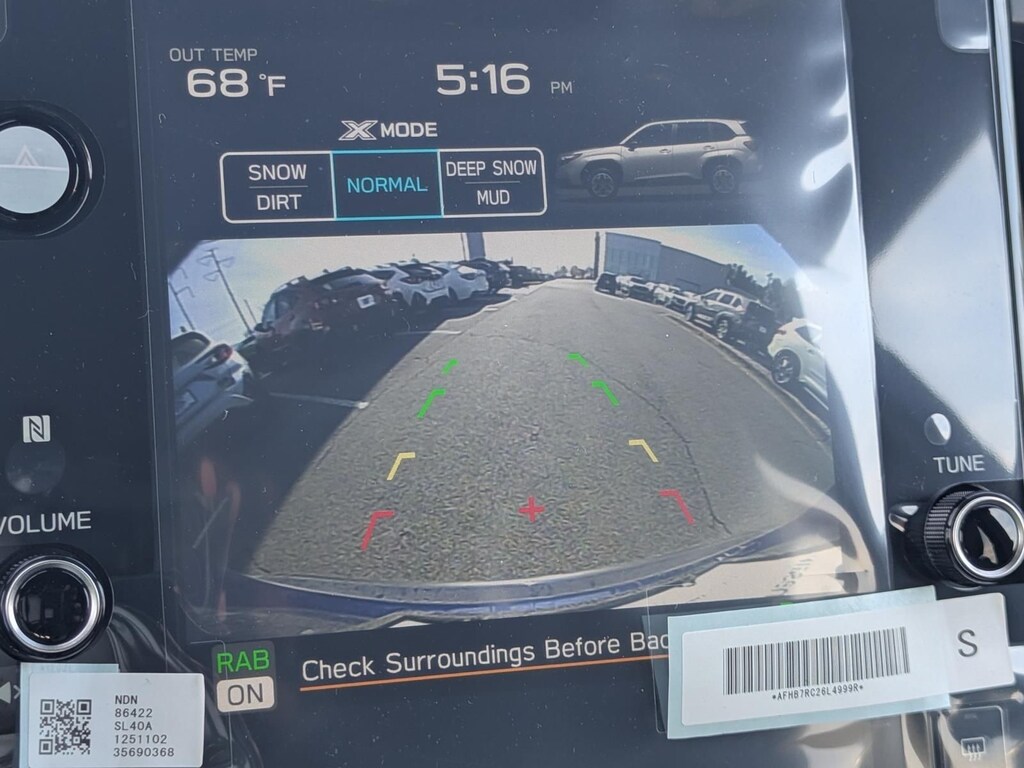 OUT TEMP
68 °F
5:16 PM
X MODE
SNOW
DIRT
NORMAL
DEEP SNOW
MUD
VOLUME
TUNE
RAB
ON
Check Surroundings Before
*AFHB7RC26L4999R*
S
NDN
86422
SL40A
1251102
35690368